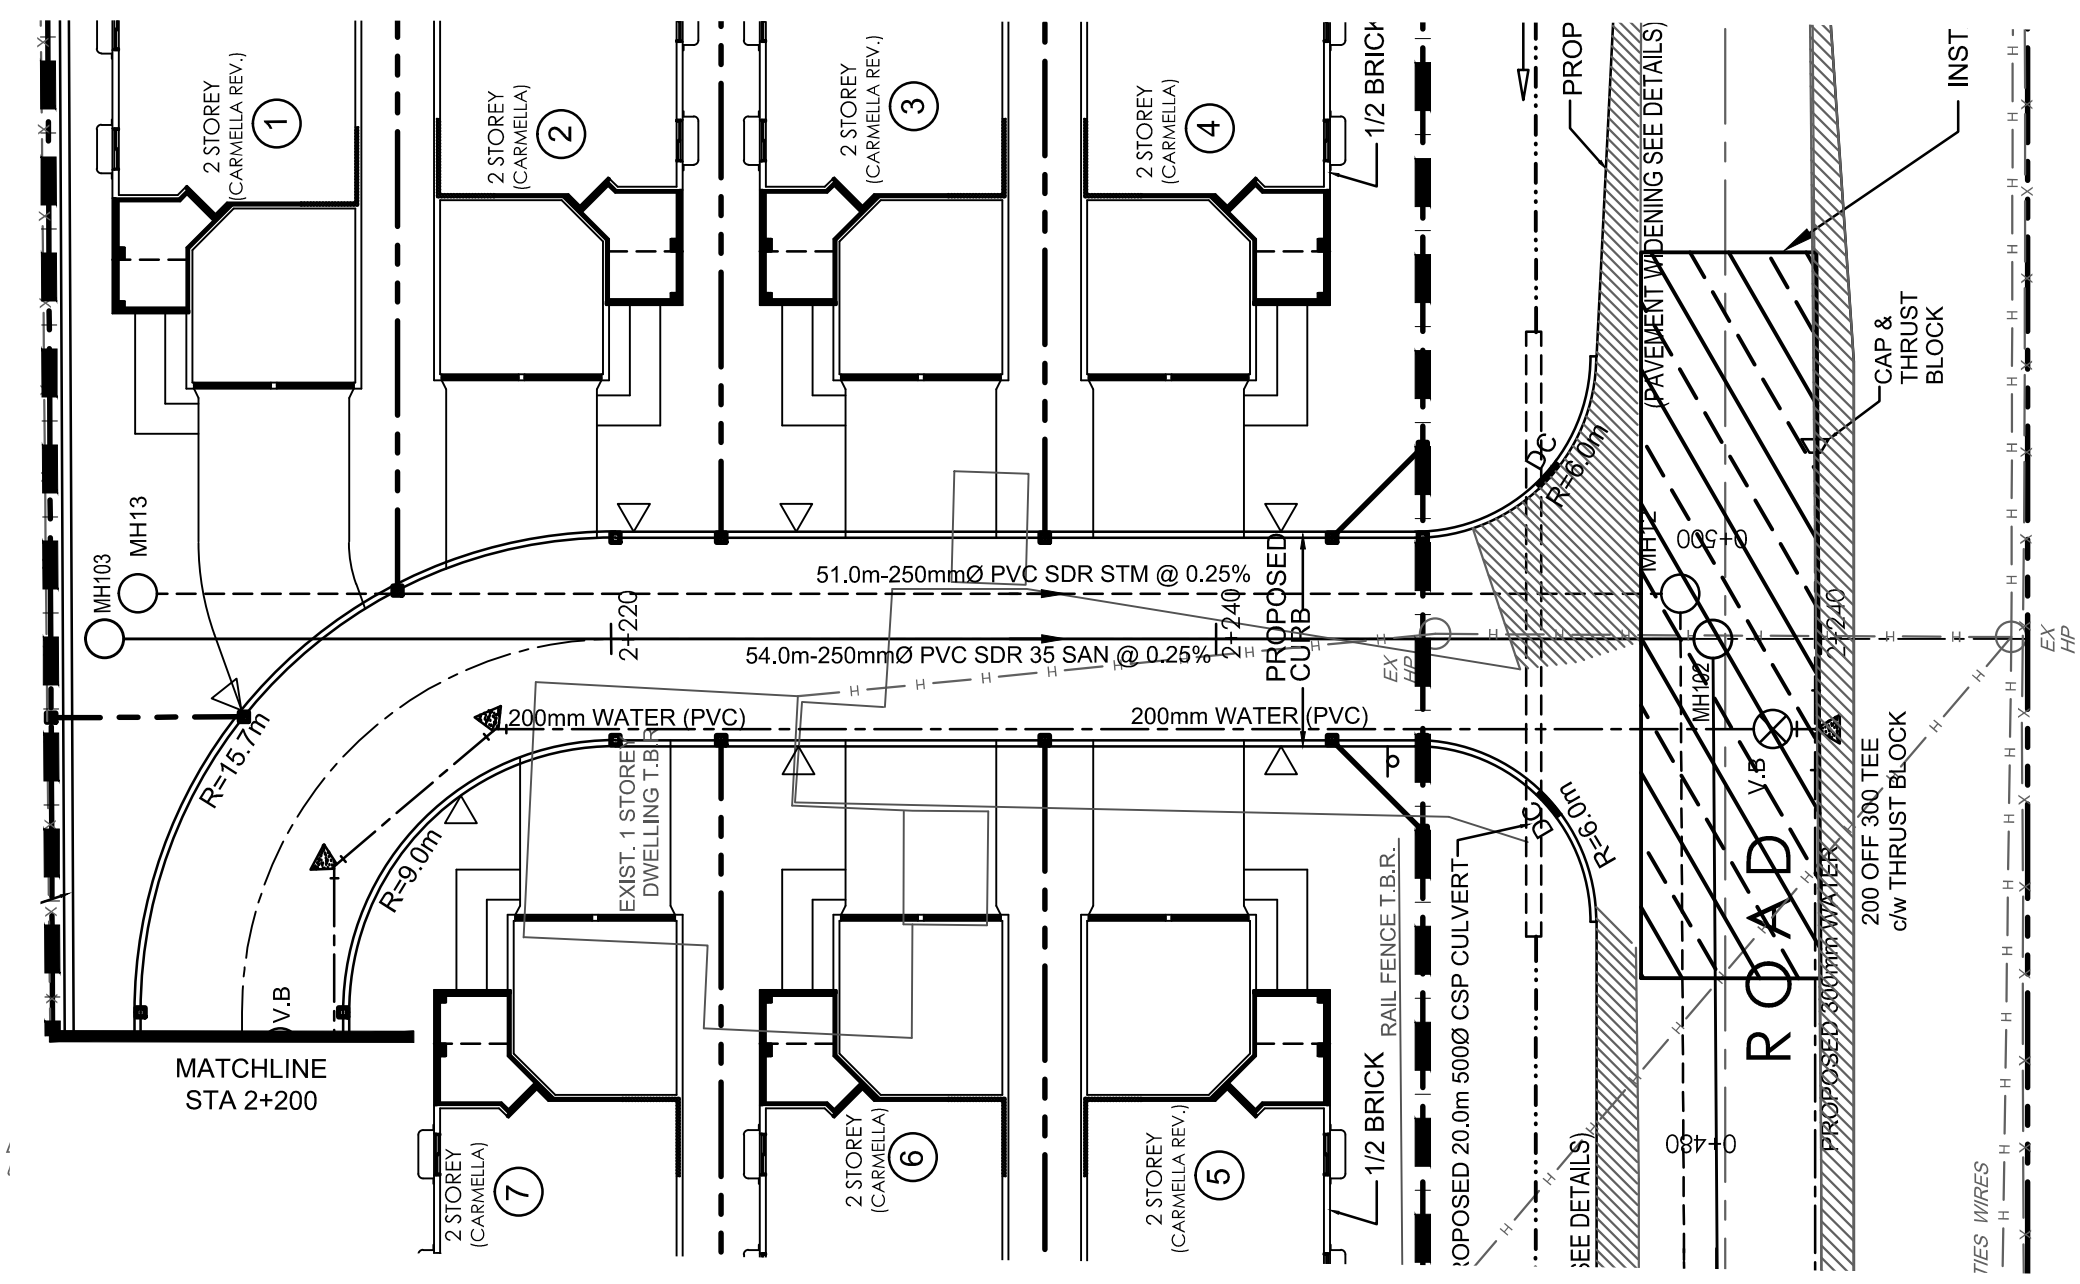 2 STOREY
(CARMELLA REV.)
1
2 STOREY
(CARMELLA)
2
2 STOREY
(CARMELLA REV.)
3
2 STOREY
(CARMELLA)
4
1/2 BRICK
PROP
(PAVEMENT WIDENING SEE DETAILS)
INST
CAP &
THRUST
BLOCK
DC
R=6.0m
MH103
MH13
51.0m-250mmØ PVC SDR STM @ 0.25%
2+220
2+240
PROPOSED
CURB
54.0m-250mmØ PVC SDR 35 SAN @ 0.25%
EX
HP
MH12
0+500
MH102
2+240
EX
HP
200mm WATER (PVC)
200mm WATER (PVC)
R=15.7m
R=9.0m
EXIST. 1 STOREY
DWELLING T.B.R.
DC
R=6.0m
V.B
200 OFF 300 TEE
c/w THRUST BLOCK
ROAD
PROPOSED 300mm WATER
RAIL FENCE T.B.R.
ROPOSED 20.0m 500Ø CSP CULVERT
V.B
MATCHLINE
STA 2+200
2 STOREY
(CARMELLA)
7
2 STOREY
(CARMELLA)
6
2 STOREY
(CARMELLA REV.)
5
1/2 BRICK
SEE DETAILS)
0+480
TIES WIRES